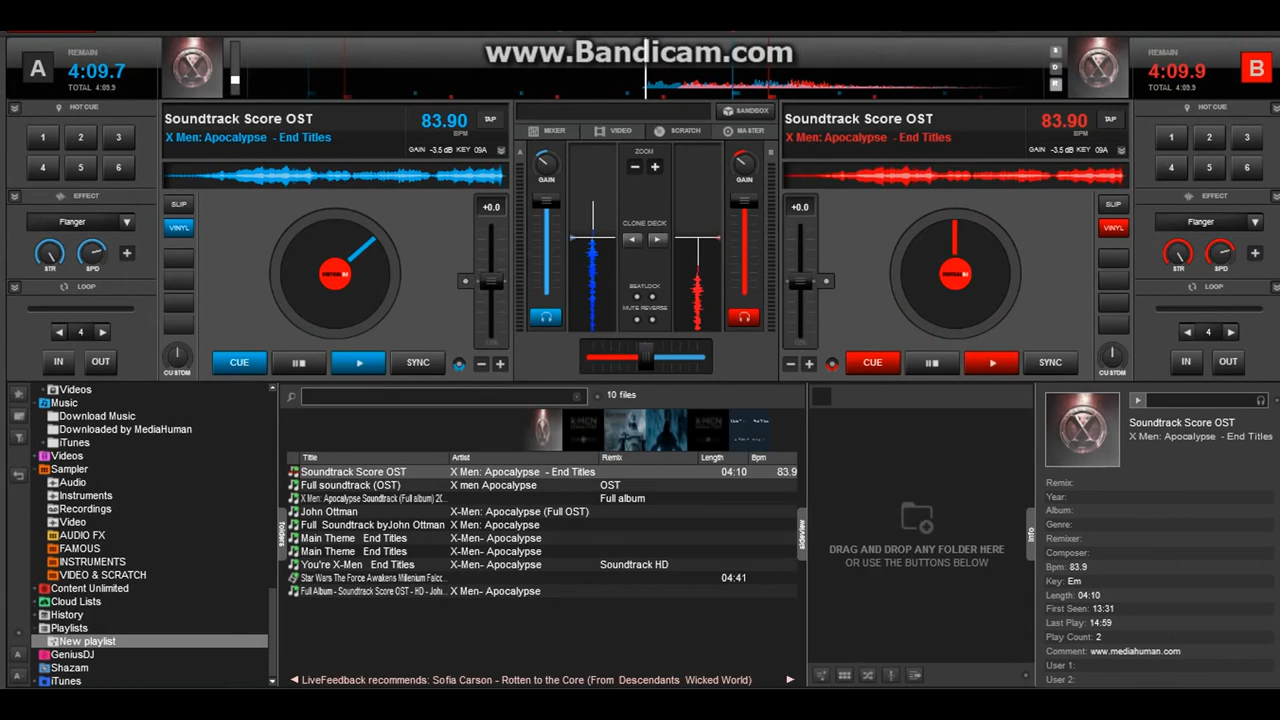 www.Bandicam.com
A
REMAIN
4:09.7
TOTAL 4:09.9
S
D
R
REMAIN
4:09.9
TOTAL 4:09.9
B
HOT CUE
1 2 3
4 5 6
EFFECT
Flanger
STR SPD
LOOP
4
IN OUT
Soundtrack Score OST
X Men: Apocalypse - End Titles
83.90
BPM
TAP
GAIN -3.5 dB KEY 09A
SLIP
VINYL
CUSTOM
+0.0
VIRTUAL DJ
CUE
SYNC
SANDBOX
MIXER VIDEO SCRATCH MASTER
A
B
GAIN
ZOOM
GAIN
CLONE DECK
BEATLOCK
MUTE REVERSE
Soundtrack Score OST
X Men: Apocalypse - End Titles
83.90
BPM
TAP
GAIN -3.5 dB KEY 09A
+0.0
SLIP
VINYL
CUSTOM
VIRTUAL DJ
CUE
SYNC
HOT CUE
1 2 3
4 5 6
EFFECT
Flanger
STR SPD
LOOP
4
IN OUT
Videos
Music
Download Music
Downloaded by MediaHuman
iTunes
Videos
Sampler
Audio
Instruments
Recordings
Video
AUDIO FX
FAMOUS
INSTRUMENTS
VIDEO & SCRATCH
Content Unlimited
Cloud Lists
History
Playlists
New playlist
GeniusDJ
Shazam
iTunes
A
A
folders
10 files
Title Artist Remix Length Bpm
Soundtrack Score OST X Men: Apocalypse - End Titles 04:10 83.9
Full soundtrack (OST) X men Apocalypse OST
X Men: Apocalypse Soundtrack (Full album) 20... Full album
John Ottman X-Men: Apocalypse (Full OST)
Full Soundtrack byJohn Ottman X-Men: Apocalypse
Main Theme End Titles X-Men- Apocalypse
Main Theme End Titles X-Men- Apocalypse
You're X-Men End Titles X-Men- Apocalypse Soundtrack HD
Star Wars The Force Awakens Millenium Falco... 04:41
Full Album - Soundtrack Score OST - HD - Joh... X Men- Apocalypse
LiveFeedback recommends: Sofia Carson - Rotten to the Core (From Descendants Wicked World)
sideview
DRAG AND DROP ANY FOLDER HERE
OR USE THE BUTTONS BELOW
info
Soundtrack Score OST
X Men: Apocalypse - End Titles
Remix:
Year:
Album:
Genre:
Remixer:
Composer:
Bpm: 83.9
Key: Em
Length: 04:10
First Seen: 13:31
Last Play: 14:59
Play Count: 2
Comment: www.mediahuman.com
User 1:
User 2: